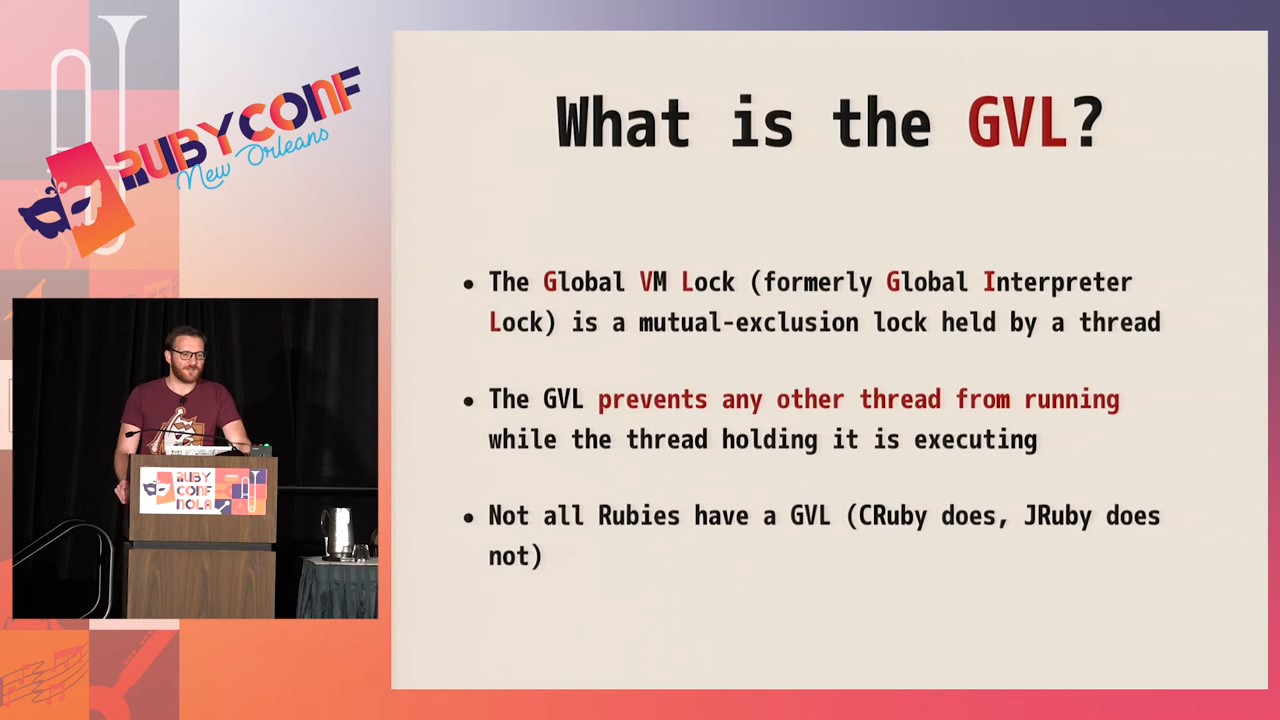 RUBYCONF
New Orleans
What is the GVL?
• The Global VM Lock (formerly Global Interpreter
Lock) is a mutual-exclusion lock held by a thread
• The GVL prevents any other thread from running
while the thread holding it is executing
• Not all Rubies have a GVL (CRuby does, JRuby does
not)
RUBY
CONF
NOLA